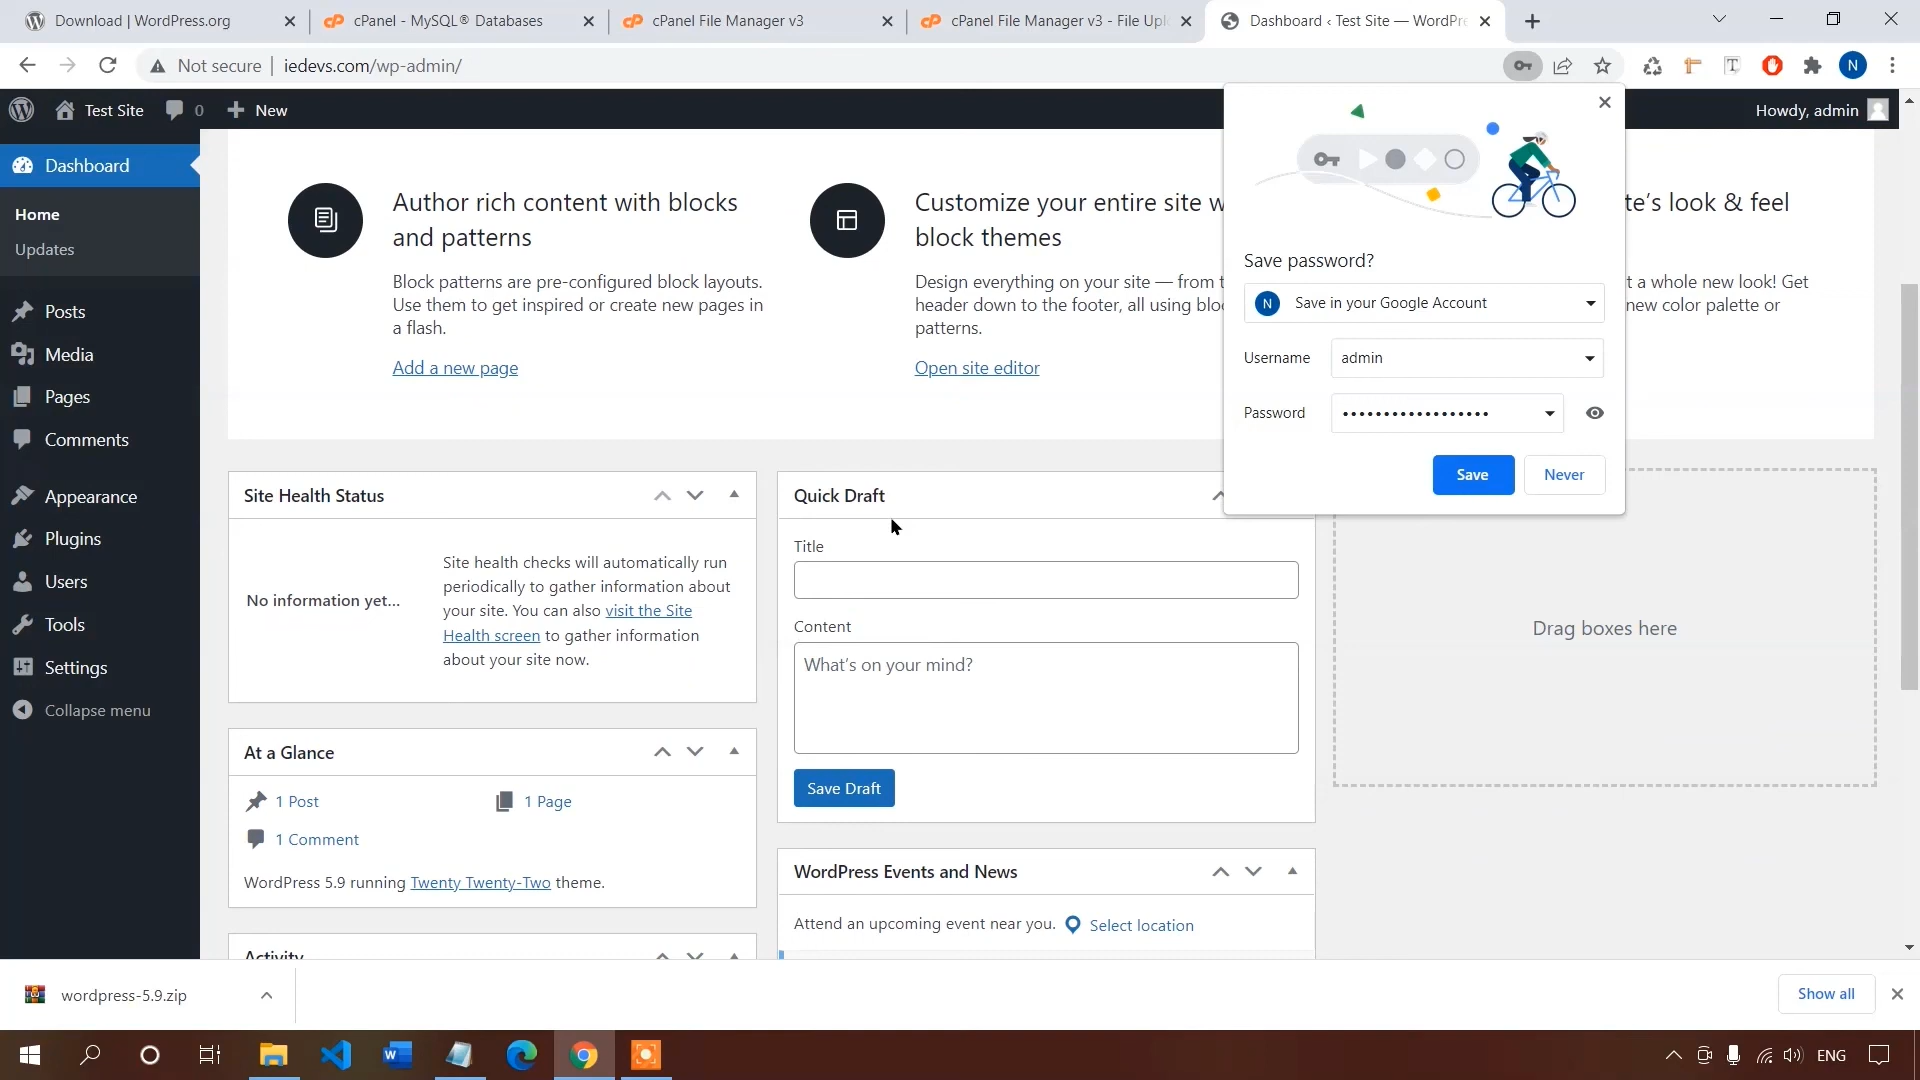 Download | WordPress.org
cPanel - MySQL® Databases
cPanel File Manager v3
cPanel File Manager v3 - File Upl
Dashboard ‹ Test Site — WordPre
Not secure | iedevs.com/wp-admin/
N
Test Site
0
New
Howdy, admin
Dashboard
Home
Updates
Posts
Media
Pages
Comments
Appearance
Plugins
Users
Tools
Settings
Collapse menu
Author rich content with blocks
and patterns
Block patterns are pre-configured block layouts.
Use them to get inspired or create new pages in
a flash.
Add a new page
Customize your entire site w
block themes
Design everything on your site — from t
header down to the footer, all using bloc
patterns.
Open site editor
te's look & feel
t a whole new look! Get
new color palette or
Save password?
N
Save in your Google Account
Username
admin
Password
••••••••••••••••••
Save
Never
Site Health Status
No information yet...
Site health checks will automatically run
periodically to gather information about
your site. You can also visit the Site
Health screen to gather information
about your site now.
At a Glance
1 Post
1 Page
1 Comment
WordPress 5.9 running Twenty Twenty-Two theme.
Activity
Quick Draft
Title
Content
What's on your mind?
Save Draft
WordPress Events and News
Attend an upcoming event near you.
Select location
Drag boxes here
wordpress-5.9.zip
Show all
ENG